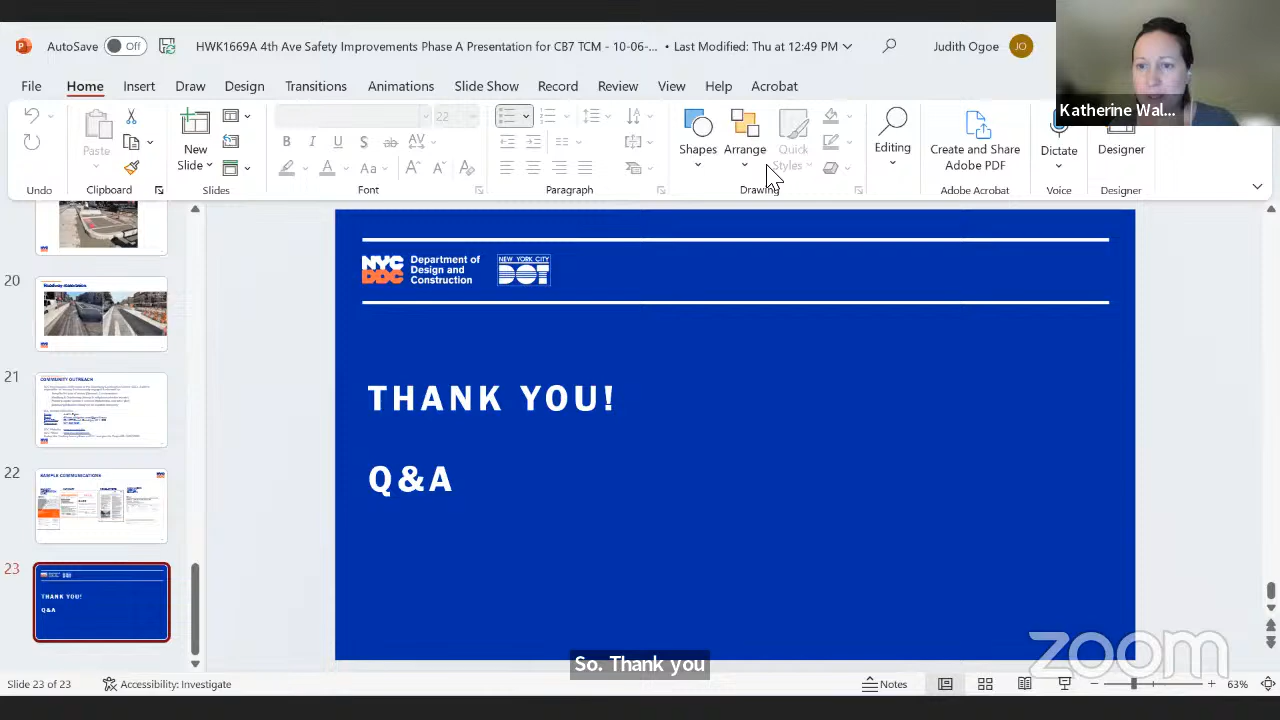 AutoSave Off HWK1669A 4th Ave Safety Improvements Phase A Presentation for CB7 TCM - 10-06-... • Last Modified: Thu at 12:49 PM Judith Ogoe JO
Katherine Wal...
File Home Insert Draw Design Transitions Animations Slide Show Record Review View Help Acrobat
22
Paste New Slide Shapes Arrange Quick Styles Editing Create and Share Adobe PDF Dictate Designer
Undo Clipboard Slides Font Paragraph Drawing Adobe Acrobat Voice Designer
20
21
COMMUNITY OUTREACH
22
SAMPLE COMMUNICATIONS
23
THANK YOU!
Q&A
NYC DDC Department of Design and Construction
NEW YORK CITY DOT
THANK YOU!
Q&A
So. Thank you
zoom
Slide 23 of 23 Accessibility: Investigate Notes 63%